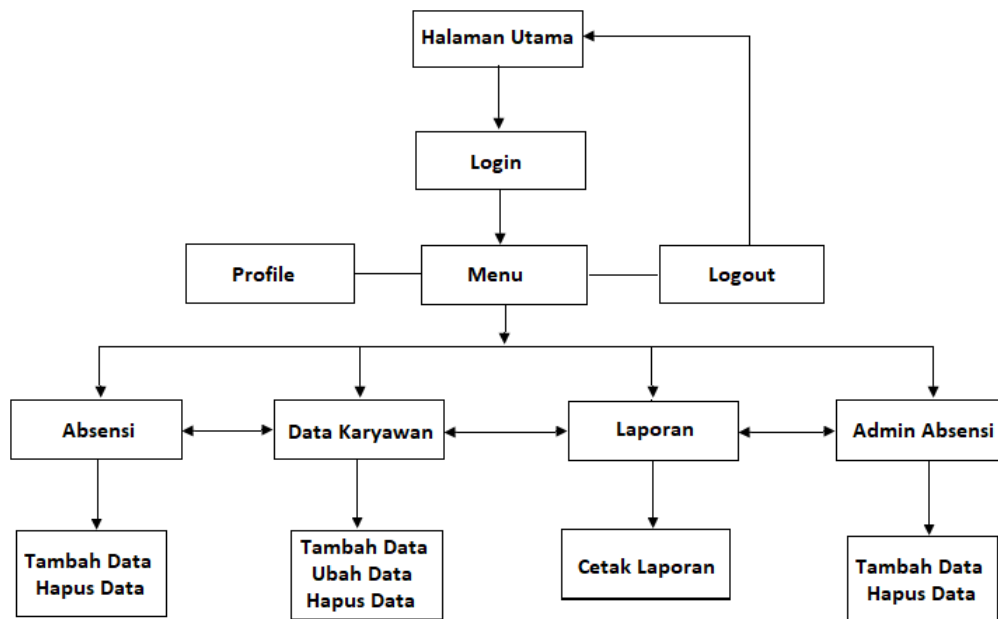 Halaman Utama
Login
Profile
Menu
Logout
Absensi
Data Karyawan
Laporan
Admin Absensi
Tambah Data
Hapus Data
Tambah Data
Ubah Data
Hapus Data
Cetak Laporan
Tambah Data
Hapus Data